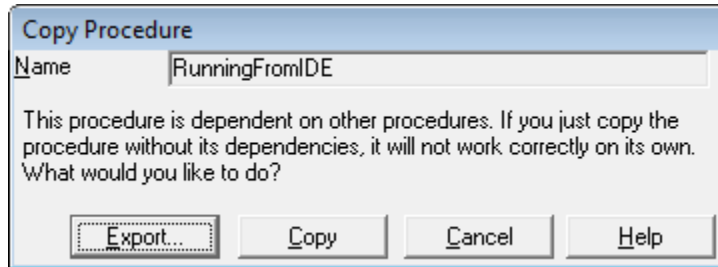 Copy Procedure
Name RunningFromIDE
This procedure is dependent on other procedures. If you just copy the
procedure without its dependencies, it will not work correctly on its own.
What would you like to do?
Export... Copy Cancel Help